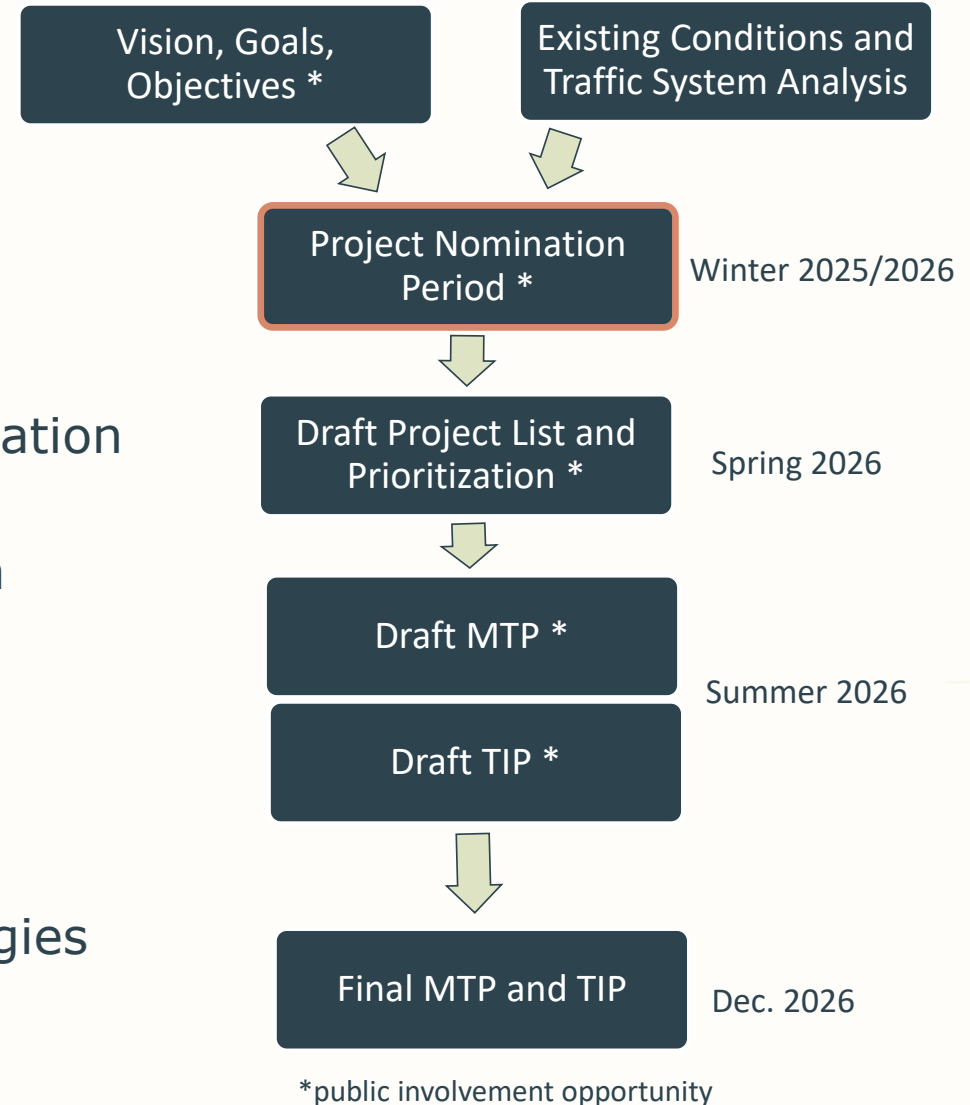 Vision, Goals,
Objectives *
Existing Conditions and
Traffic System Analysis
Project Nomination
Period *
Winter 2025/2026
ation
Draft Project List and
Prioritization *
Spring 2026
Draft MTP *
Summer 2026
Draft TIP *
gies
Final MTP and TIP
Dec. 2026
*public involvement opportunity